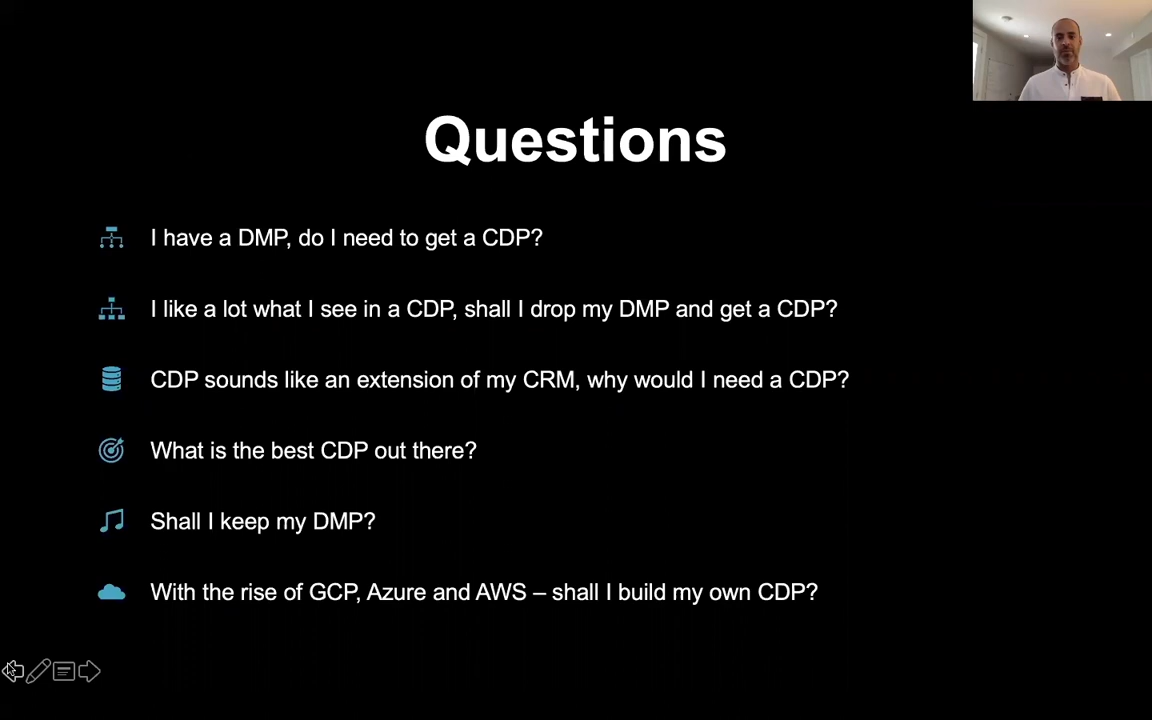 Questions
I have a DMP, do I need to get a CDP?
I like a lot what I see in a CDP, shall I drop my DMP and get a CDP?
CDP sounds like an extension of my CRM, why would I need a CDP?
What is the best CDP out there?
Shall I keep my DMP?
With the rise of GCP, Azure and AWS – shall I build my own CDP?